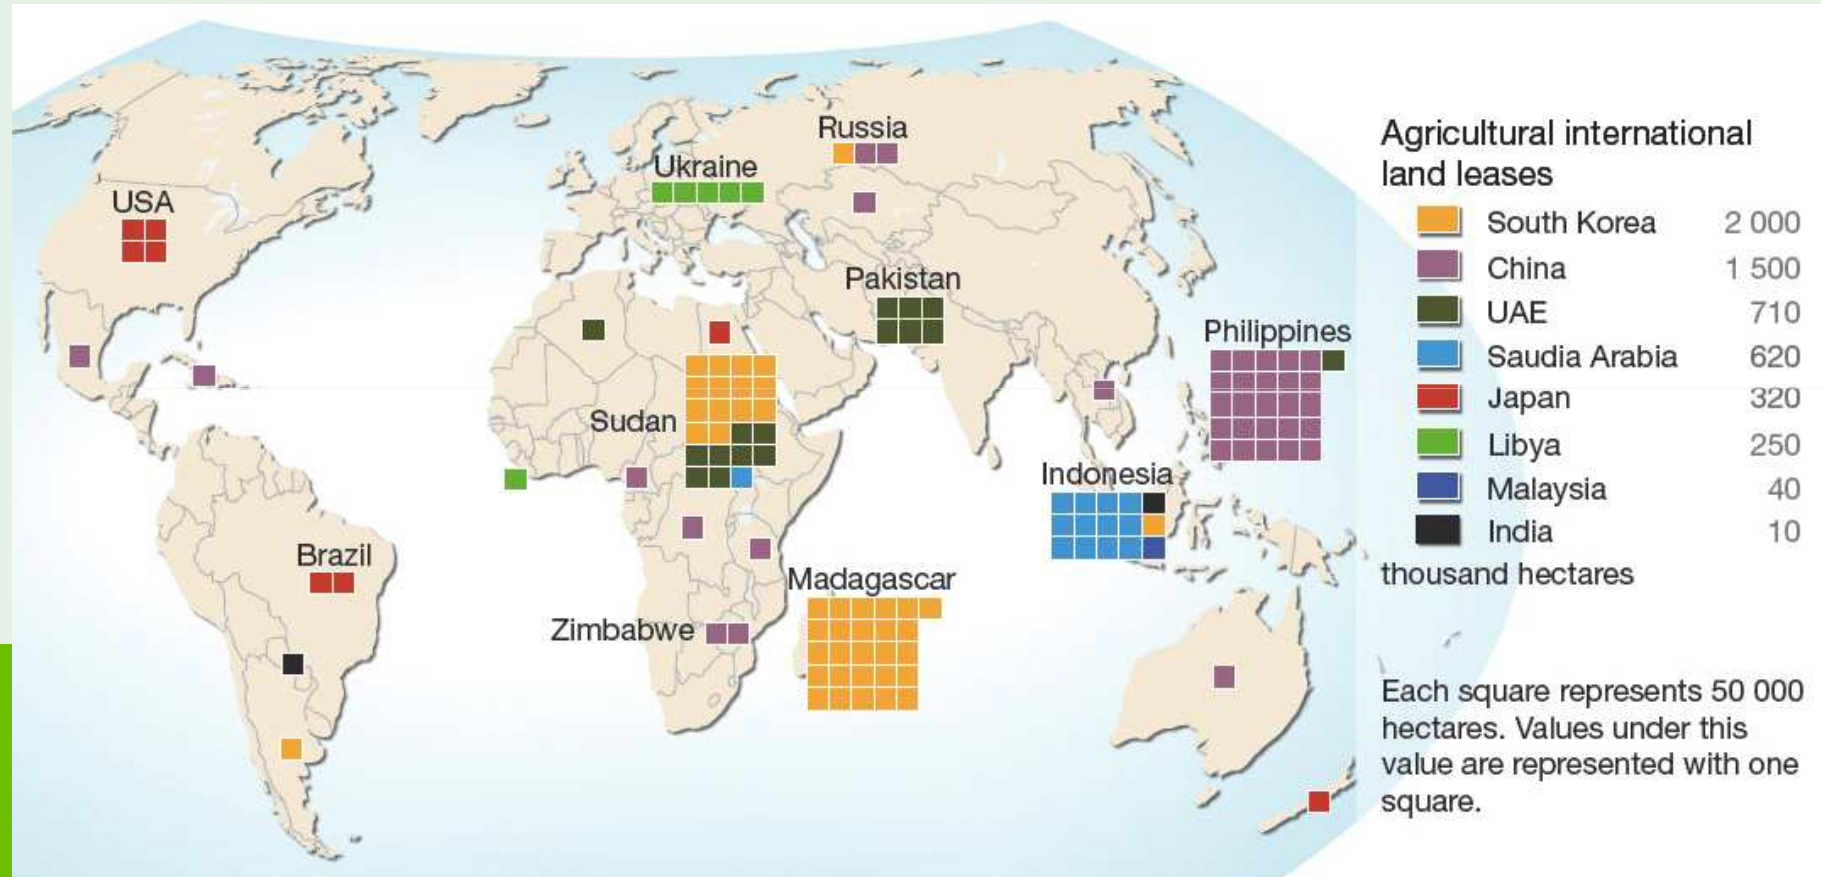 Russia
Ukraine
USA
Pakistan
Philippines
Sudan
Indonesia
Brazil
Madagascar
Zimbabwe
Agricultural international
land leases
South Korea 2 000
China 1 500
UAE 710
Saudia Arabia 620
Japan 320
Libya 250
Malaysia 40
India 10
thousand hectares
Each square represents 50 000
hectares. Values under this
value are represented with one
square.